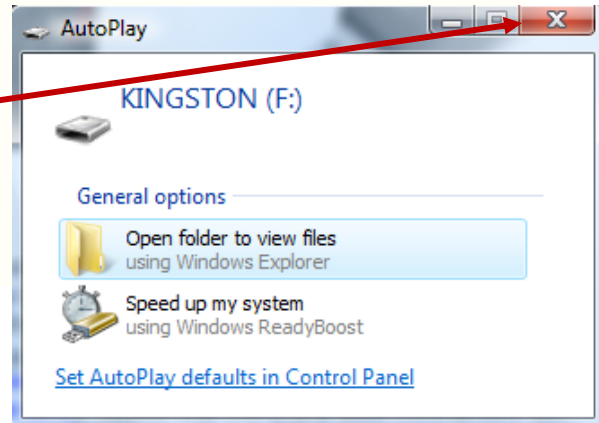 AutoPlay
KINGSTON (F:)
General options
Open folder to view files
using Windows Explorer
Speed up my system
using Windows ReadyBoost
Set AutoPlay defaults in Control Panel